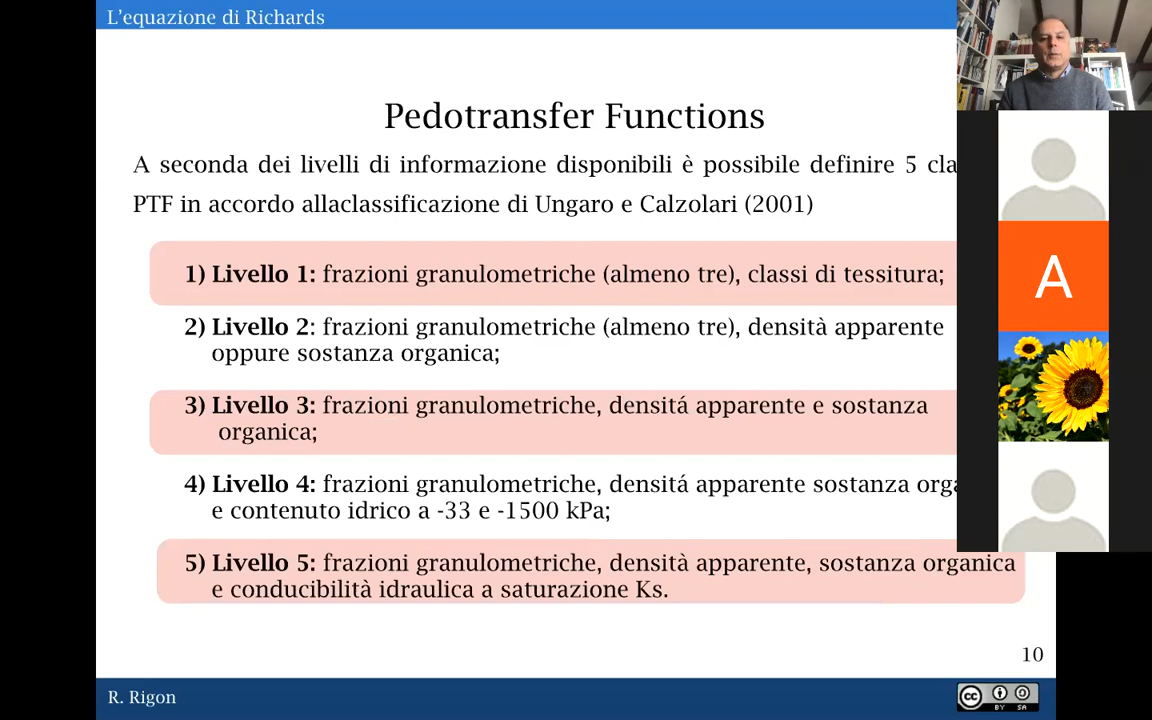 L’equazione di Richards
Pedotransfer Functions
A seconda dei livelli di informazione disponibili è possibile definire 5
PTF in accordo allaclassificazione di Ungaro e Calzolari (2001)
1) Livello 1: frazioni granulometriche (almeno tre), classi di tessitura;
2) Livello 2: frazioni granulometriche (almeno tre), densità apparente
oppure sostanza organica;
3) Livello 3: frazioni granulometriche, densitá apparente e sostanza
organica;
4) Livello 4: frazioni granulometriche, densitá apparente sostanza
e contenuto idrico a -33 e -1500 kPa;
5) Livello 5: frazioni granulometriche, densità apparente, sostanza organica
e conducibilità idraulica a saturazione Ks.
10
R. Rigon
cc
BY SA
A